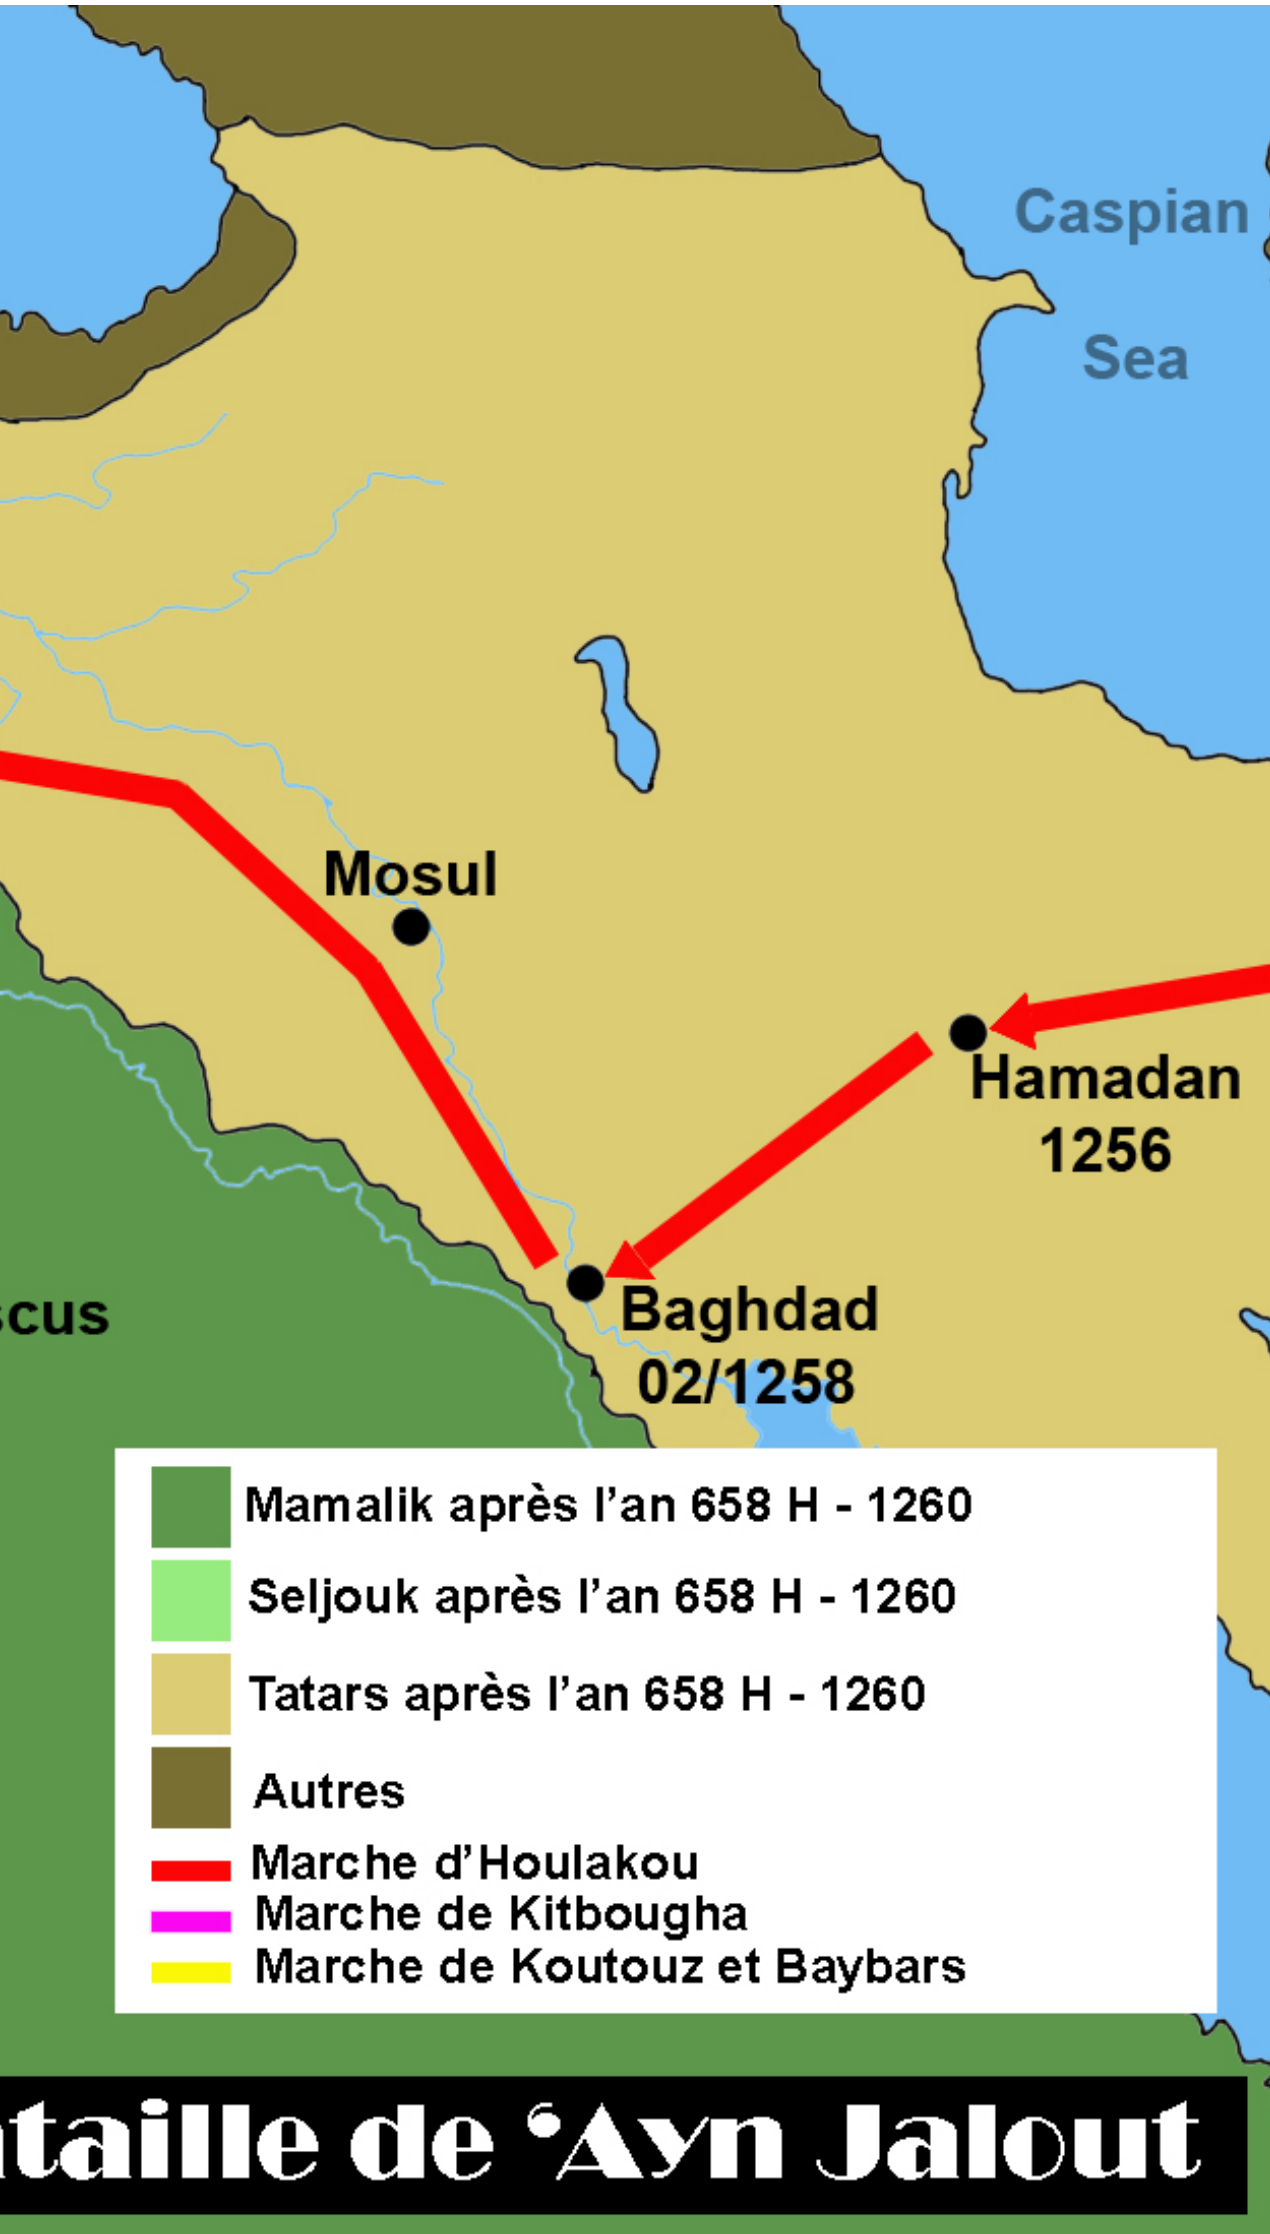 Caspian
Sea
Mosul
Hamadan
1256
scus
Baghdad
02/1258
Mamalik après l'an 658 H - 1260
Seljouk après l'an 658 H - 1260
Tatars après l'an 658 H - 1260
Autres
Marche d'Houlakou
Marche de Kitbougha
Marche de Koutouz et Baybars
taille de ‘Ayn Jalout